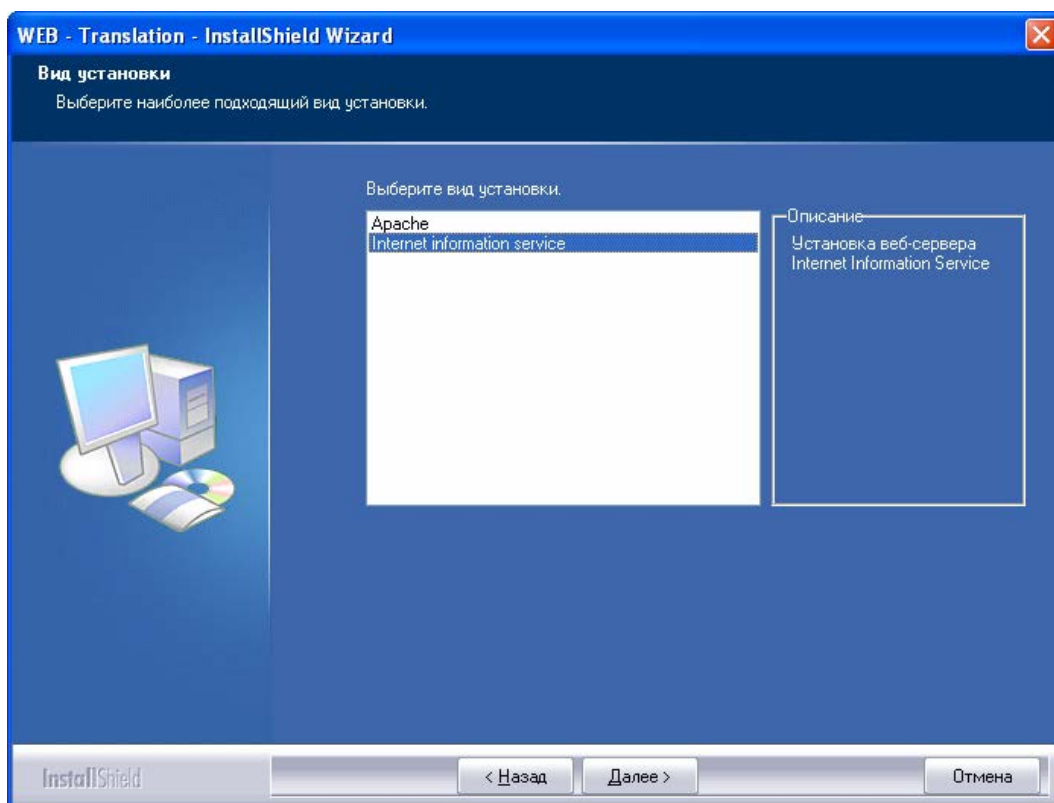 WEB - Translation - InstallShield Wizard
Вид установки
Выберите наиболее подходящий вид установки.
Выберите вид установки.
Apache
Internet information service
Описание
Установка веб-сервера
Internet Information Service
InstallShield
< Назад
Далее >
Отмена